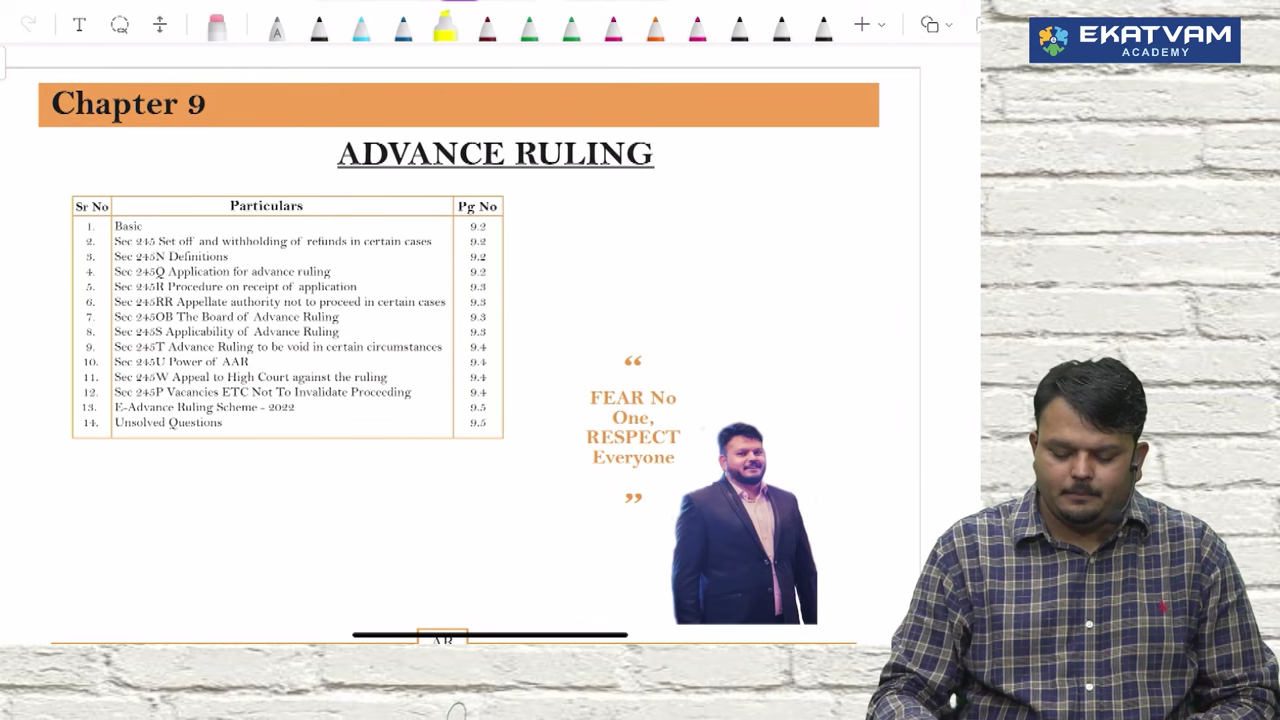 T
A
EKATVAM
ACADEMY
Chapter 9
ADVANCE RULING
Sr No Particulars Pg No
1. Basic 9.2
2. Sec 245 Set off and withholding of refunds in certain cases 9.2
3. Sec 245N Definitions 9.2
4. Sec 245Q Application for advance ruling 9.2
5. Sec 245R Procedure on receipt of application 9.3
6. Sec 245RR Appellate authority not to proceed in certain cases 9.3
7. Sec 245OB The Board of Advance Ruling 9.3
8. Sec 245S Applicability of Advance Ruling 9.3
9. Sec 245T Advance Ruling to be void in certain circumstances 9.4
10. Sec 245U Power of AAR 9.4
11. Sec 245W Appeal to High Court against the ruling 9.4
12. Sec 245P Vacancies ETC Not To Invalidate Proceeding 9.4
13. E-Advance Ruling Scheme - 2022 9.5
14. Unsolved Questions 9.5
“
FEAR No
One,
RESPECT
Everyone
”
AR